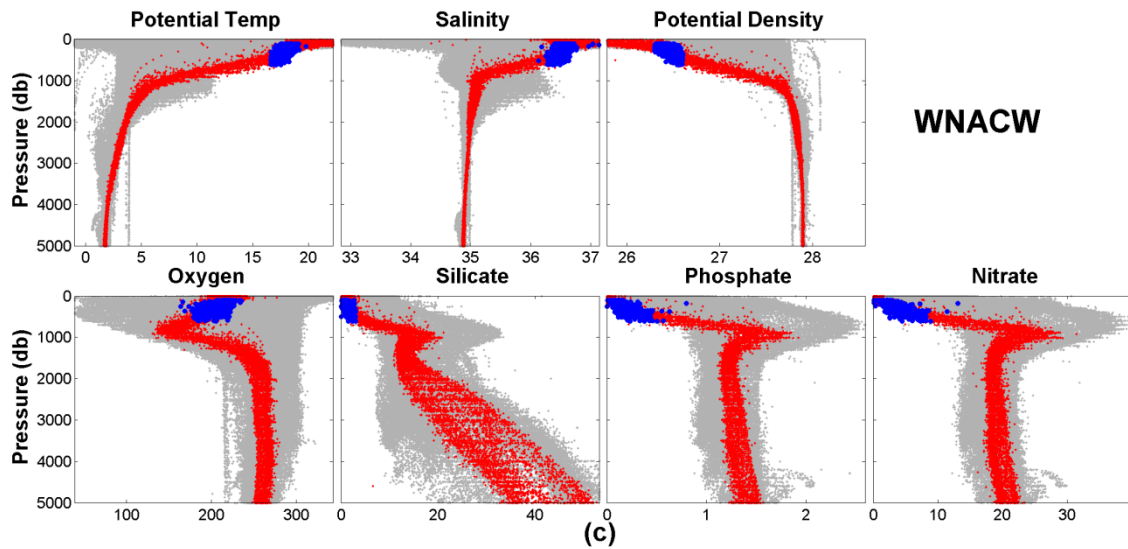 Potential Temp Salinity Potential Density
Pressure (db)
0
1000
2000
3000
4000
5000
0 5 10 15 20
33 34 35 36 37
26 27 28
WNACW
Oxygen Silicate Phosphate Nitrate
Pressure (db)
0
1000
2000
3000
4000
5000
100 200 300
0 20 40
0 1 2
0 10 20 30
(c)